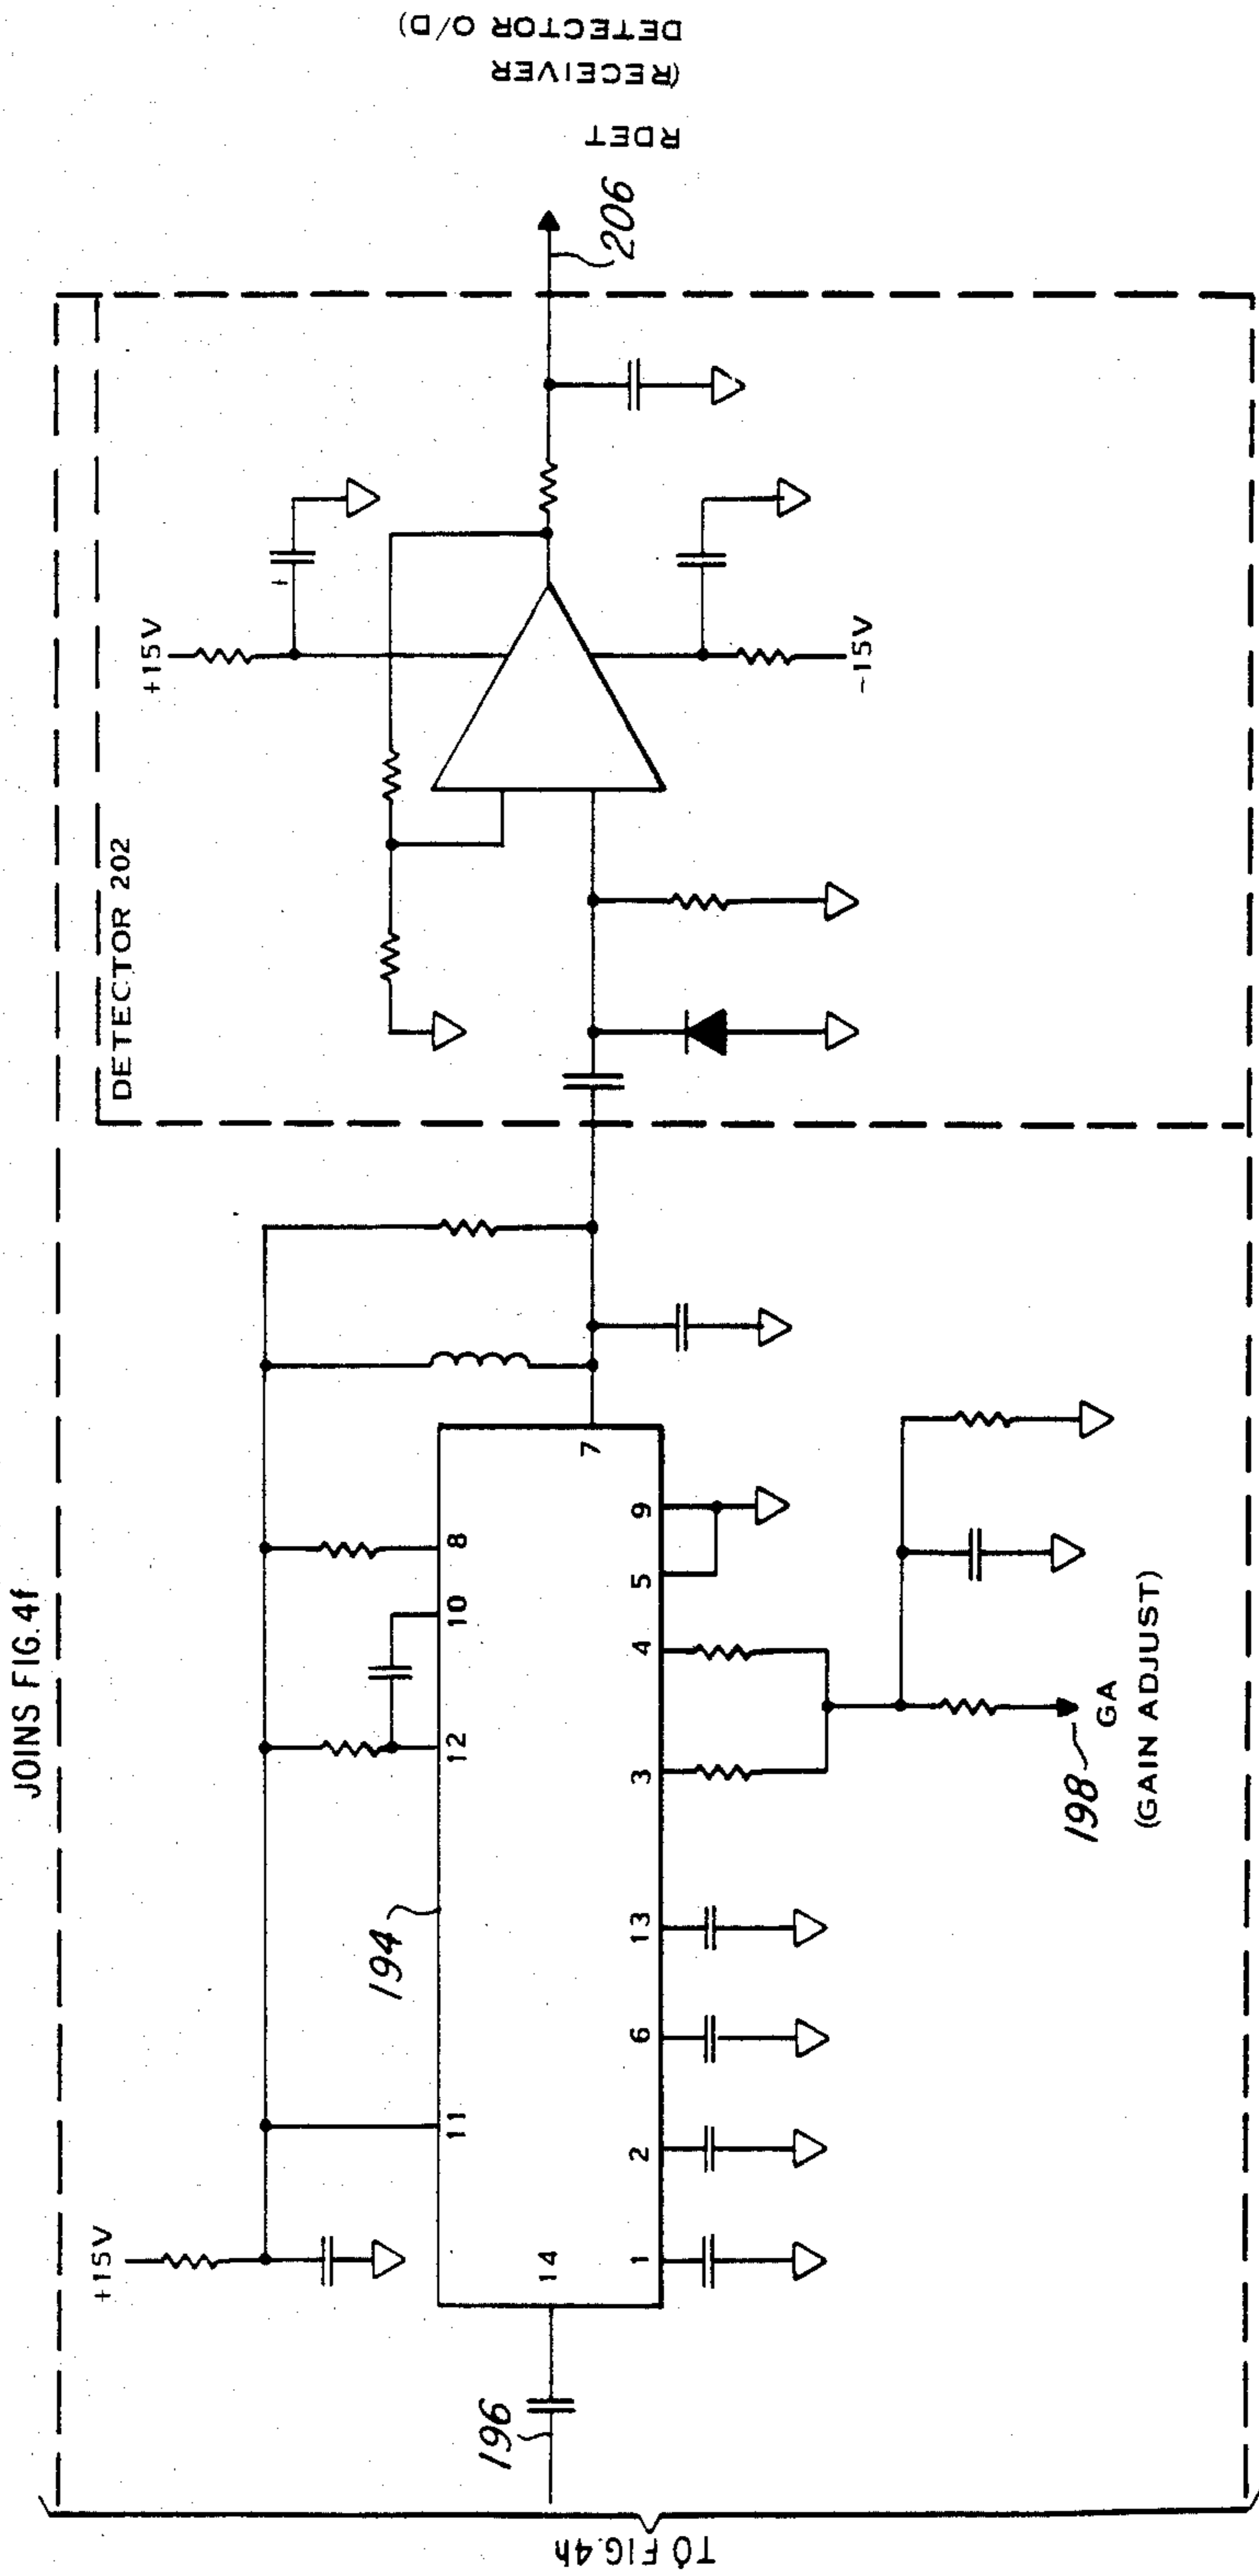 JOINS FIG.4f
TO FIG.4h
DETECTOR 202
+15V
+15V
-15V
RDET
(RECEIVER
DETECTOR O/D)
206
196
194
14
11
12
10
8
7
1
2
6
13
3
4
5
9
198
GA
(GAIN ADJUST)